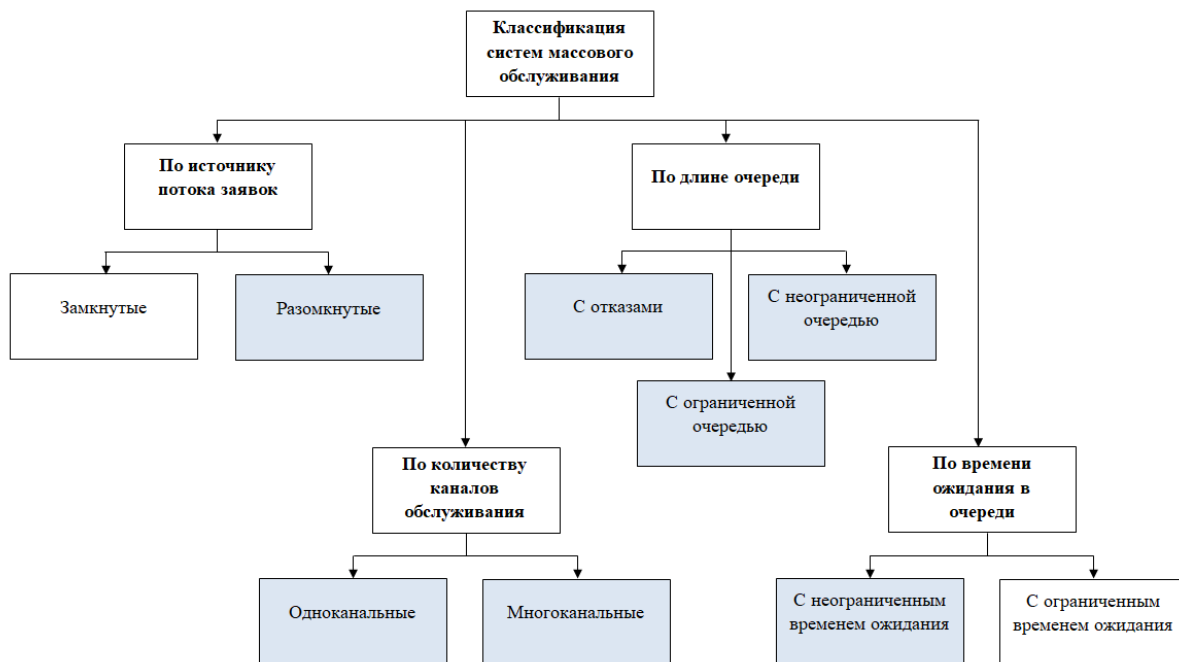 Классификация
систем массового
обслуживания
По источнику
потока заявок
По длине очереди
Замкнутые
Разомкнутые
С отказами
С неограниченной
очередью
С ограниченной
очередью
По количеству
каналов
обслуживания
По времени
ожидания в
очереди
Одноканальные
Многоканальные
С неограниченным
временем ожидания
С ограниченным
временем ожидания